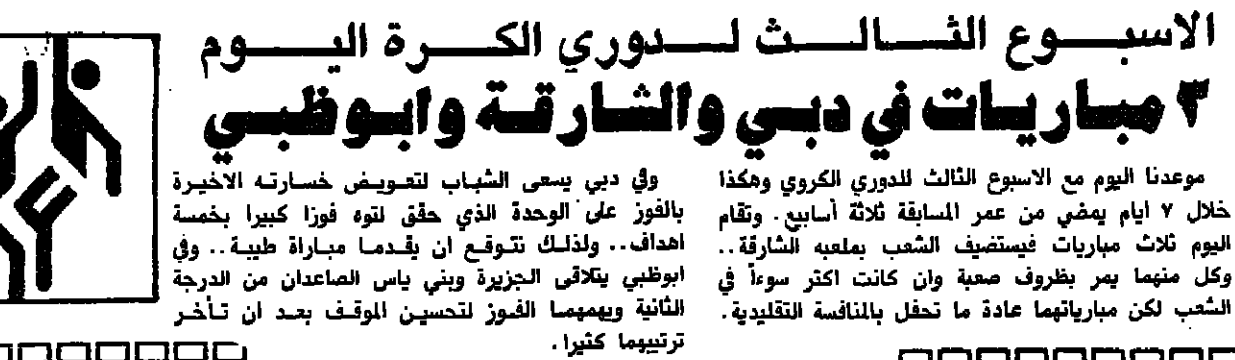 الاسبوع الثالث لدوري الكرة اليوم
٣ مباريات في دبي والشارقة وابوظبي
موعدنا اليوم مع الاسبوع الثالث للدوري الكروي وهكذا
خلال ٧ ايام يمضي من عمر المسابقة ثلاثة أسابيع. وتقام
اليوم ثلاث مباريات فيستضيف الشعب بملعبه الشارقة..
وكل منهما يمر بظروف صعبة وان كانت اكثر سوءاً في
الشعب لكن مبارياتهما عادة ما تحفل بالمنافسة التقليدية.
وفي دبي يسعى الشباب لتعويض خسارته الاخيرة
بالفوز على الوحدة الذي حقق لتوه فوزا كبيرا بخمسة
اهداف.. ولذلك نتوقع ان يقدما مباراة طيبة.. وفي
ابوظبي يتلاقى الجزيرة وبني ياس الصاعدان من الدرجة
الثانية ويهمهما الفوز لتحسين الموقف بعد ان تأخر
ترتيبهما كثيرا.